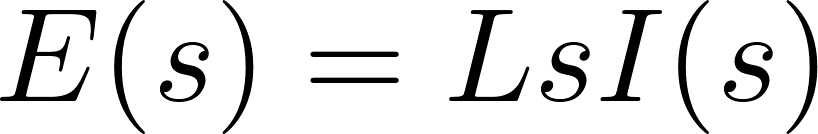 E(s) = LsI(s)